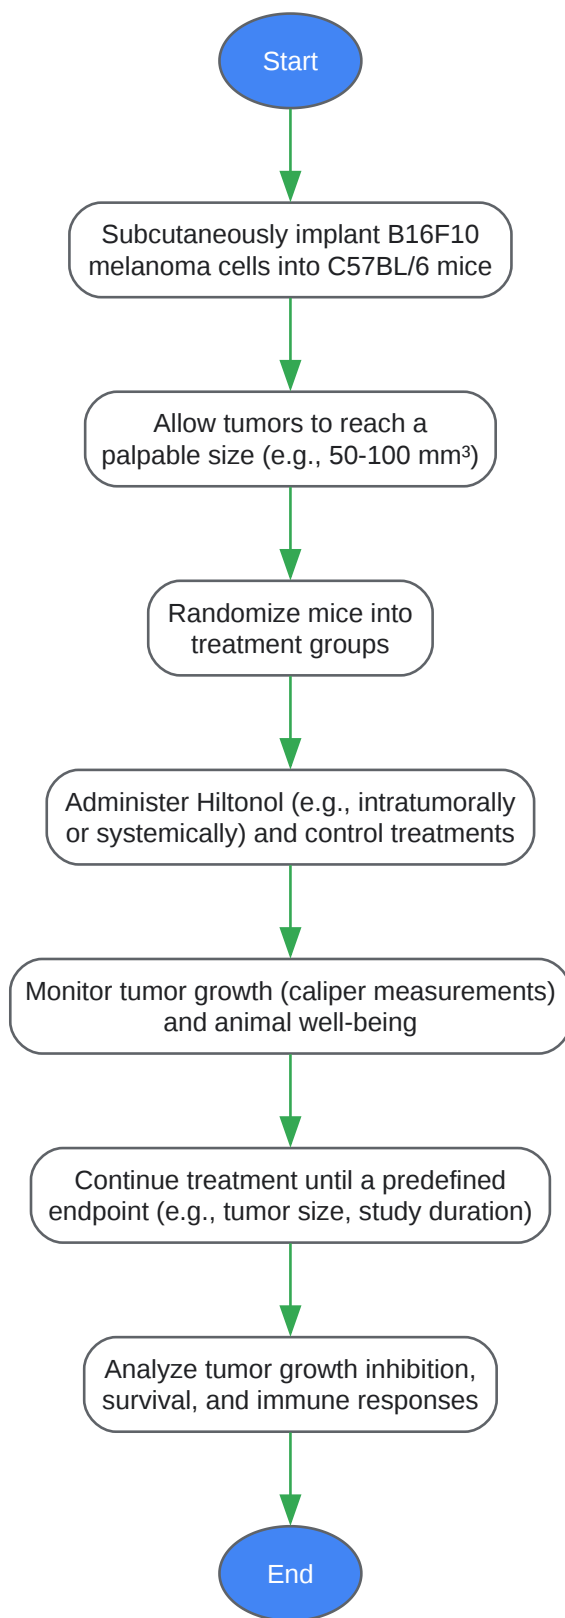 Start
Subcutaneously implant B16F10
melanoma cells into C57BL/6 mice
Allow tumors to reach a
palpable size (e.g., 50-100 mm³)
Randomize mice into
treatment groups
Administer Hiltonol (e.g., intratumorally
or systemically) and control treatments
Monitor tumor growth (caliper measurements)
and animal well-being
Continue treatment until a predefined
endpoint (e.g., tumor size, study duration)
Analyze tumor growth inhibition,
survival, and immune responses
End